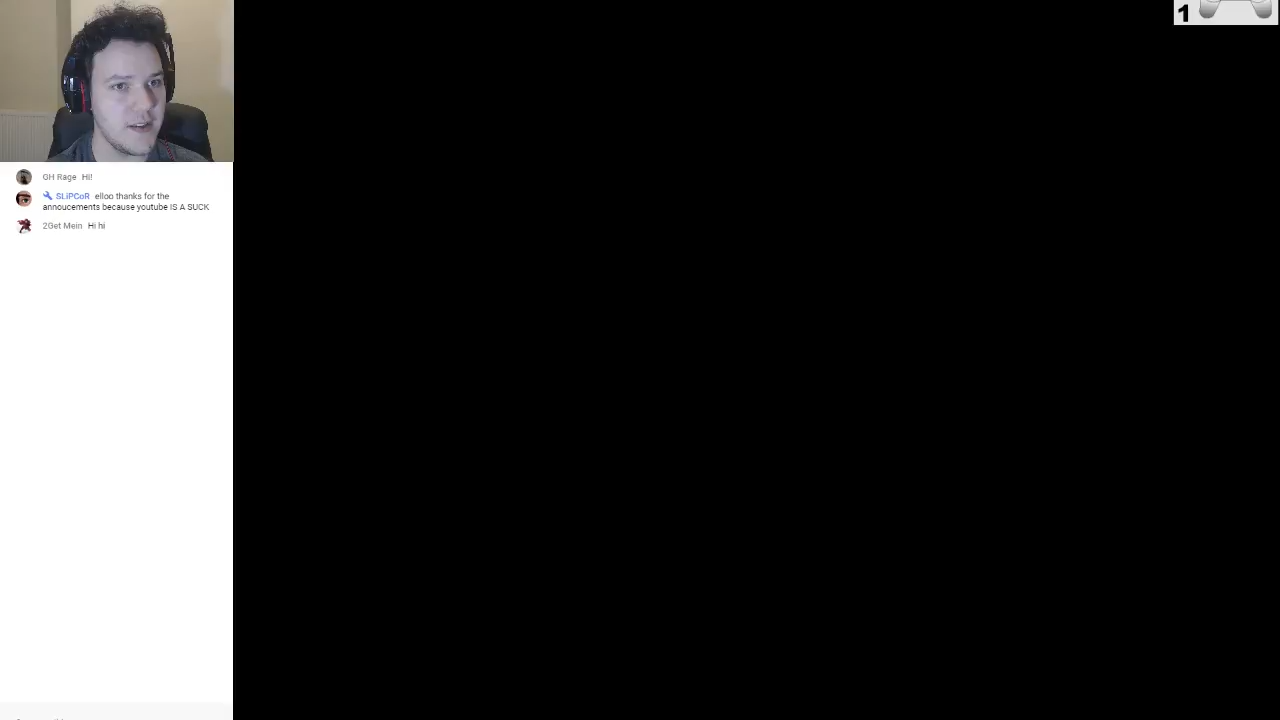 1
GH Rage Hi!
SLiPCoR elloo thanks for the
annoucements because youtube IS A SUCK
2Get Mein Hi hi